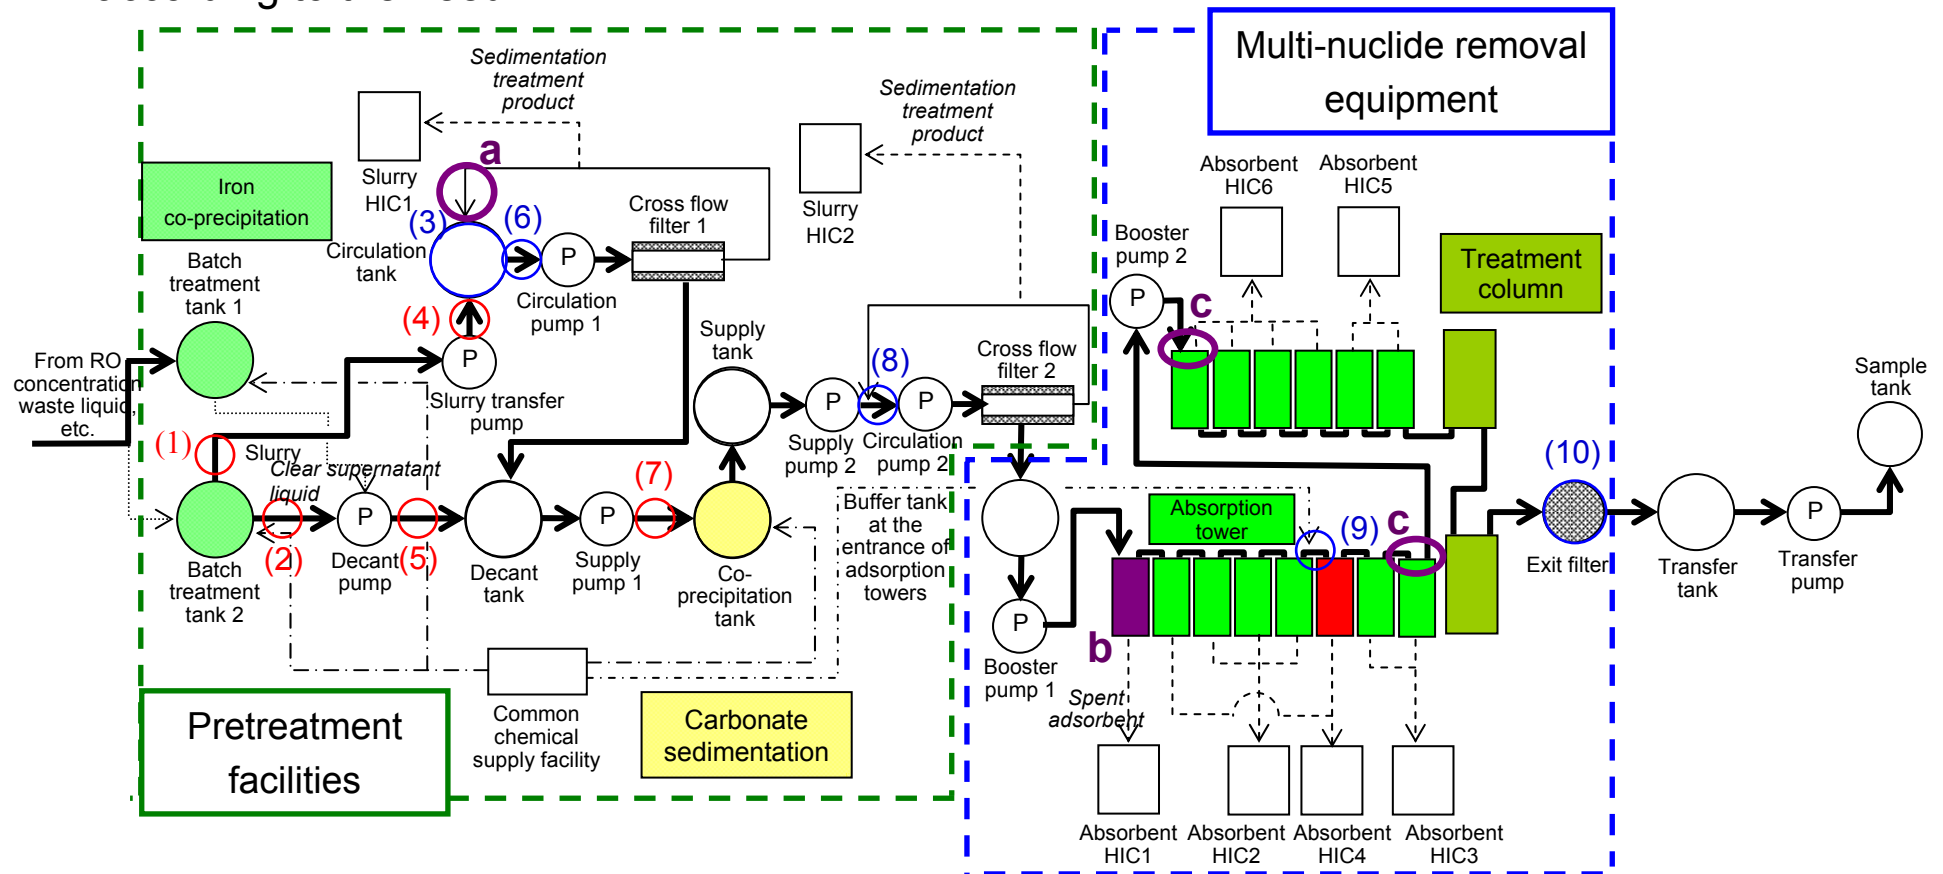 Multi-nuclide removal
equipment
Sedimentation
treatment
product
Sedimentation
treatment
product
a
Slurry
HIC1
Slurry
HIC2
Absorbent
HIC6
Absorbent
HIC5
Iron
co-precipitation
(3)
(6)
Cross flow
filter 1
Circulation
tank
P
Circulation
pump 1
Booster
pump 2
P
c
Treatment
column
Batch
treatment
tank 1
(4)
P
Slurry transfer
pump
Supply
tank
(8)
Cross flow
filter 2
P
P
Supply
pump 2
Circulation
pump 2
From RO
concentration
waste liquid,
etc.
Sample
tank
(1)
Slurry
Clear supernatant
liquid
(2)
P
Decant
pump
(5)
Decant
tank
P
Supply
pump 1
(7)
Co-
precipitation
tank
Batch
treatment
tank 2
Buffer tank
at the
entrance of
adsorption
towers
Absorption
tower
(9)
c
(10)
Exit filter
Transfer
tank
P
Transfer
pump
P
Booster
pump 1
b
Spent
adsorbent
Common
chemical
supply facility
Carbonate
sedimentation
Pretreatment
facilities
Absorbent
HIC1
Absorbent
HIC2
Absorbent
HIC4
Absorbent
HIC3